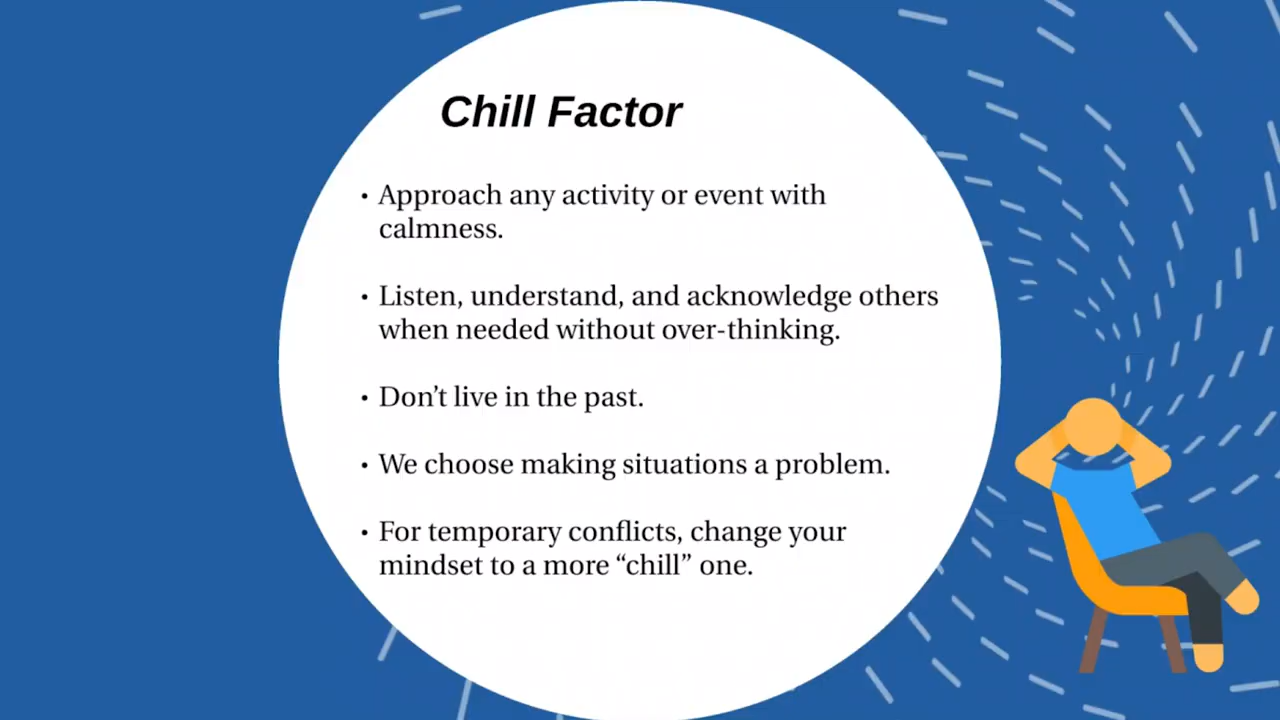 Chill Factor
• Approach any activity or event with
calmness.
• Listen, understand, and acknowledge others
when needed without over-thinking.
• Don’t live in the past.
• We choose making situations a problem.
• For temporary conflicts, change your
mindset to a more “chill” one.